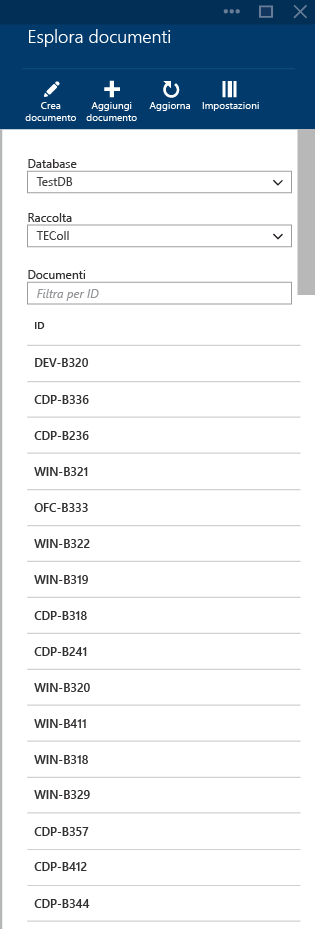 Esplora documenti
Crea documento
Aggiungi documento
Aggiorna
Impostazioni
Database
TestDB
Raccolta
TEColl
Documenti
Filtra per ID
ID
DEV-B320
CDP-B336
CDP-B236
WIN-B321
OFC-B333
WIN-B322
WIN-B319
CDP-B318
CDP-B241
WIN-B320
WIN-B411
WIN-B318
WIN-B329
CDP-B357
CDP-B412
CDP-B344